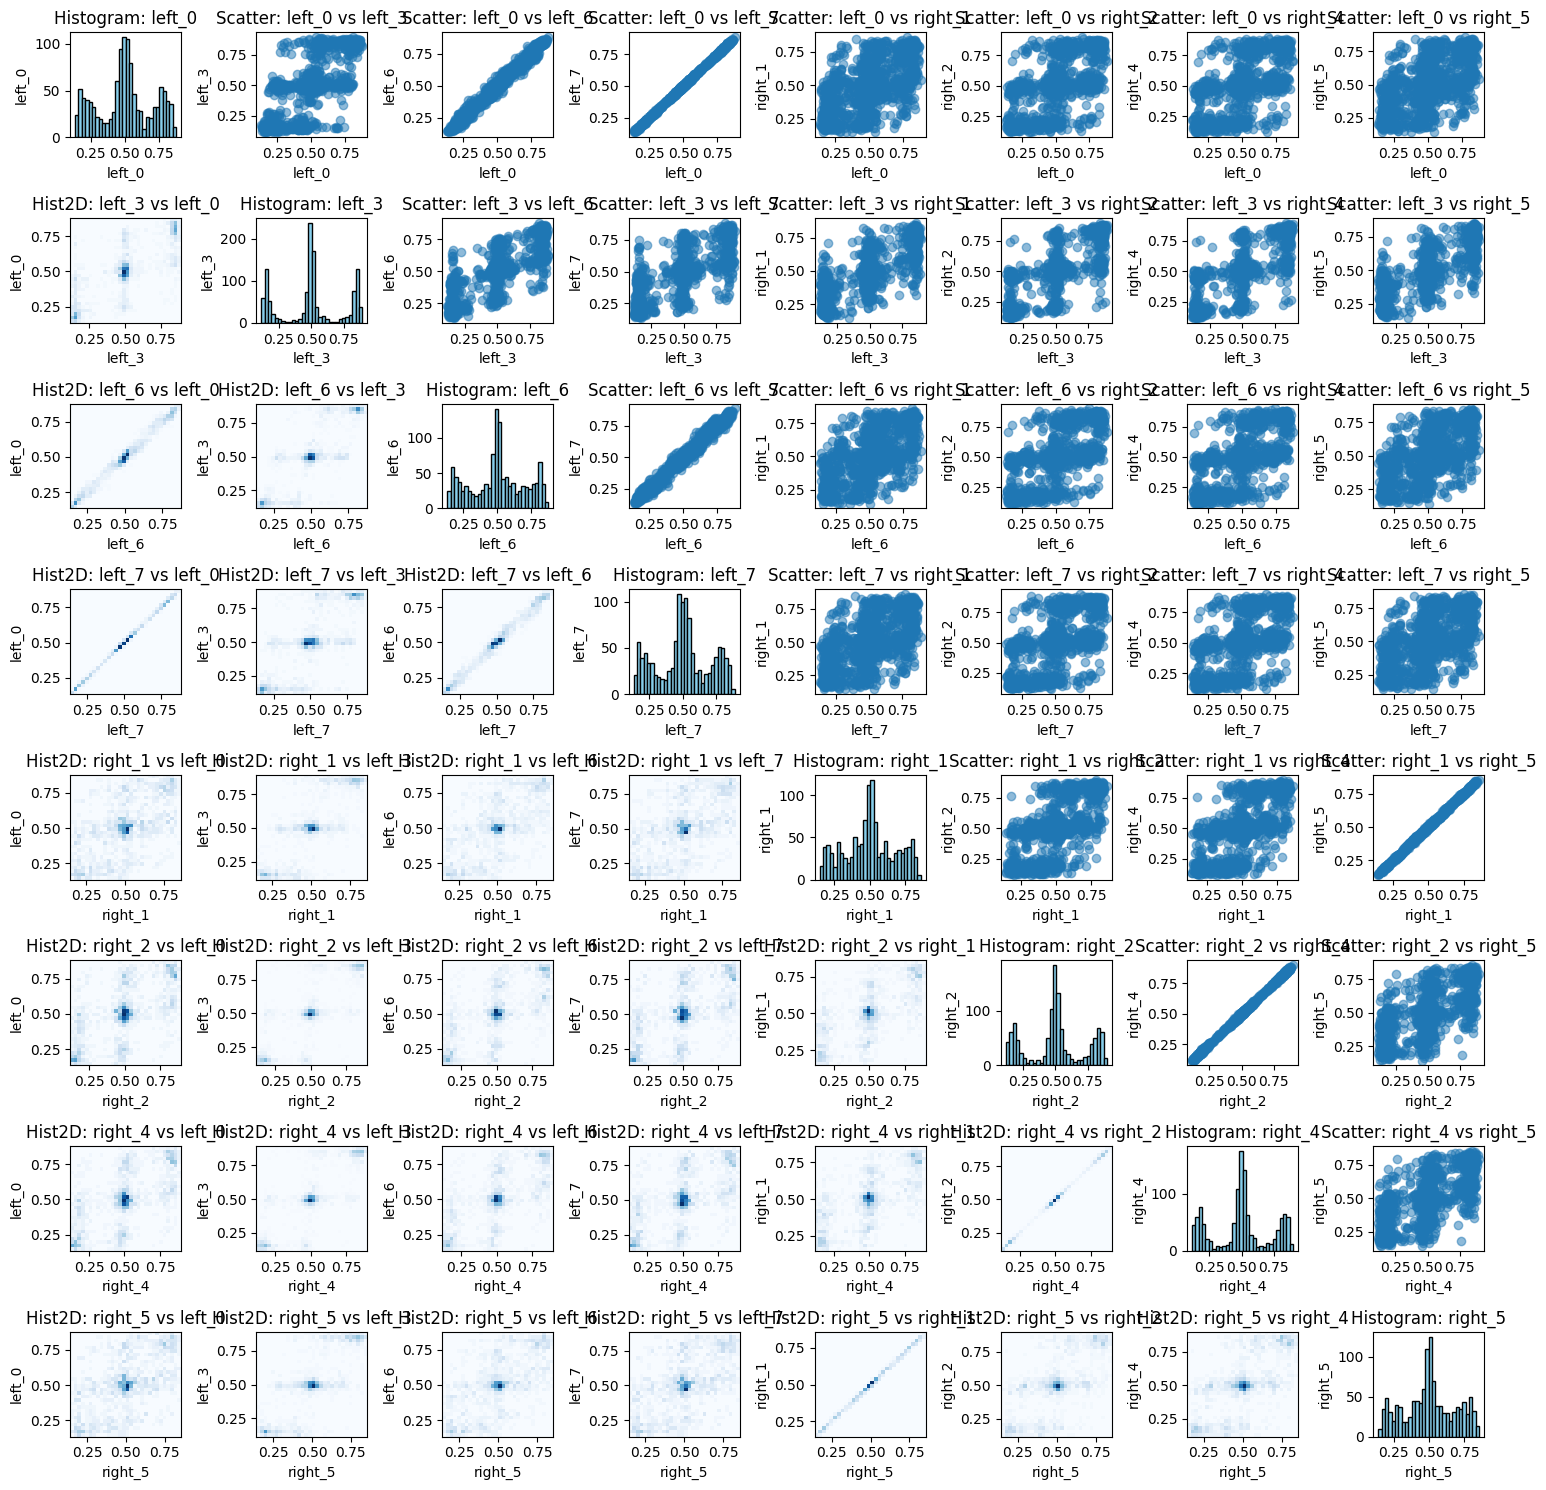 Histogram: left_0 Scatter: left_0 vs left_3 Scatter: left_0 vs left_6 Scatter: left_0 vs left_7 Scatter: left_0 vs right_1 Scatter: left_0 vs right_2 Scatter: left_0 vs right_4 Scatter: left_0 vs right_5
100 0.75 0.75 0.75 0.75 0.75 0.75 0.75
left_0 left_3 left_6 left_7 right_1 right_2 right_4 right_5
50 0.50 0.50 0.50 0.50 0.50 0.50 0.50
0 0.25 0.25 0.25 0.25 0.25 0.25 0.25
0.25 0.50 0.75 0.25 0.50 0.75 0.25 0.50 0.75 0.25 0.50 0.75 0.25 0.50 0.75 0.25 0.50 0.75 0.25 0.50 0.75 0.25 0.50 0.75
left_0 left_0 left_0 left_0 left_0 left_0 left_0 left_0
Hist2D: left_3 vs left_0 Histogram: left_3 Scatter: left_3 vs left_6 Scatter: left_3 vs left_7 Scatter: left_3 vs right_1 Scatter: left_3 vs right_2 Scatter: left_3 vs right_4 Scatter: left_3 vs right_5
0.75 200 0.75 0.75 0.75 0.75 0.75 0.75
left_0 left_3 left_6 left_7 right_1 right_2 right_4 right_5
0.50 100 0.50 0.50 0.50 0.50 0.50 0.50
0.25 0 0.25 0.25 0.25 0.25 0.25 0.25
0.25 0.50 0.75 0.25 0.50 0.75 0.25 0.50 0.75 0.25 0.50 0.75 0.25 0.50 0.75 0.25 0.50 0.75 0.25 0.50 0.75 0.25 0.50 0.75
left_3 left_3 left_3 left_3 left_3 left_3 left_3 left_3
Hist2D: left_6 vs left_0 Hist2D: left_6 vs left_3 Histogram: left_6 Scatter: left_6 vs left_7 Scatter: left_6 vs right_1 Scatter: left_6 vs right_2 Scatter: left_6 vs right_4 Scatter: left_6 vs right_5
0.75 0.75 100 0.75 0.75 0.75 0.75 0.75
left_0 left_3 left_6 left_7 right_1 right_2 right_4 right_5
0.50 0.50 50 0.50 0.50 0.50 0.50 0.50
0.25 0.25 0 0.25 0.25 0.25 0.25 0.25
0.25 0.50 0.75 0.25 0.50 0.75 0.25 0.50 0.75 0.25 0.50 0.75 0.25 0.50 0.75 0.25 0.50 0.75 0.25 0.50 0.75 0.25 0.50 0.75
left_6 left_6 left_6 left_6 left_6 left_6 left_6 left_6
Hist2D: left_7 vs left_0 Hist2D: left_7 vs left_3 Hist2D: left_7 vs left_6 Histogram: left_7 Scatter: left_7 vs right_1 Scatter: left_7 vs right_2 Scatter: left_7 vs right_4 Scatter: left_7 vs right_5
0.75 0.75 0.75 100 0.75 0.75 0.75 0.75
left_0 left_3 left_6 left_7 right_1 right_2 right_4 right_5
0.50 0.50 0.50 50 0.50 0.50 0.50 0.50
0.25 0.25 0.25 0 0.25 0.25 0.25 0.25
0.25 0.50 0.75 0.25 0.50 0.75 0.25 0.50 0.75 0.25 0.50 0.75 0.25 0.50 0.75 0.25 0.50 0.75 0.25 0.50 0.75 0.25 0.50 0.75
left_7 left_7 left_7 left_7 left_7 left_7 left_7 left_7
Hist2D: right_1 vs left_0 Hist2D: right_1 vs left_3 Hist2D: right_1 vs left_6 Hist2D: right_1 vs left_7 Histogram: right_1 Scatter: right_1 vs right_2 Scatter: right_1 vs right_4 Scatter: right_1 vs right_5
0.75 0.75 0.75 0.75 100 0.75 0.75 0.75
left_0 left_3 left_6 left_7 right_1 right_2 right_4 right_5
0.50 0.50 0.50 0.50 50 0.50 0.50 0.50
0.25 0.25 0.25 0.25 0 0.25 0.25 0.25
0.25 0.50 0.75 0.25 0.50 0.75 0.25 0.50 0.75 0.25 0.50 0.75 0.25 0.50 0.75 0.25 0.50 0.75 0.25 0.50 0.75 0.25 0.50 0.75
right_1 right_1 right_1 right_1 right_1 right_1 right_1 right_1
Hist2D: right_2 vs left_0 Hist2D: right_2 vs left_3 Hist2D: right_2 vs left_6 Hist2D: right_2 vs left_7 Hist2D: right_2 vs right_1 Histogram: right_2 Scatter: right_2 vs right_4 Scatter: right_2 vs right_5
0.75 0.75 0.75 0.75 0.75 100 0.75 0.75
left_0 left_3 left_6 left_7 right_1 right_2 right_4 right_5
0.50 0.50 0.50 0.50 0.50 0 0.50 0.50
0.25 0.25 0.25 0.25 0.25 0.25 0.25
0.25 0.50 0.75 0.25 0.50 0.75 0.25 0.50 0.75 0.25 0.50 0.75 0.25 0.50 0.75 0.25 0.50 0.75 0.25 0.50 0.75 0.25 0.50 0.75
right_2 right_2 right_2 right_2 right_2 right_2 right_2 right_2
Hist2D: right_4 vs left_0 Hist2D: right_4 vs left_3 Hist2D: right_4 vs left_6 Hist2D: right_4 vs left_7 Hist2D: right_4 vs right_1 Hist2D: right_4 vs right_2 Histogram: right_4 Scatter: right_4 vs right_5
0.75 0.75 0.75 0.75 0.75 0.75 100 0.75
left_0 left_3 left_6 left_7 right_1 right_2 right_4 right_5
0.50 0.50 0.50 0.50 0.50 0.50 0 0.50
0.25 0.25 0.25 0.25 0.25 0.25 0.25
0.25 0.50 0.75 0.25 0.50 0.75 0.25 0.50 0.75 0.25 0.50 0.75 0.25 0.50 0.75 0.25 0.50 0.75 0.25 0.50 0.75 0.25 0.50 0.75
right_4 right_4 right_4 right_4 right_4 right_4 right_4 right_4
Hist2D: right_5 vs left_0 Hist2D: right_5 vs left_3 Hist2D: right_5 vs left_6 Hist2D: right_5 vs left_7 Hist2D: right_5 vs right_1 Hist2D: right_5 vs right_2 Hist2D: right_5 vs right_4 Histogram: right_5
0.75 0.75 0.75 0.75 0.75 0.75 0.75 100
left_0 left_3 left_6 left_7 right_1 right_2 right_4 right_5
0.50 0.50 0.50 0.50 0.50 0.50 0.50 50
0.25 0.25 0.25 0.25 0.25 0.25 0.25 0
0.25 0.50 0.75 0.25 0.50 0.75 0.25 0.50 0.75 0.25 0.50 0.75 0.25 0.50 0.75 0.25 0.50 0.75 0.25 0.50 0.75 0.25 0.50 0.75
right_5 right_5 right_5 right_5 right_5 right_5 right_5 right_5